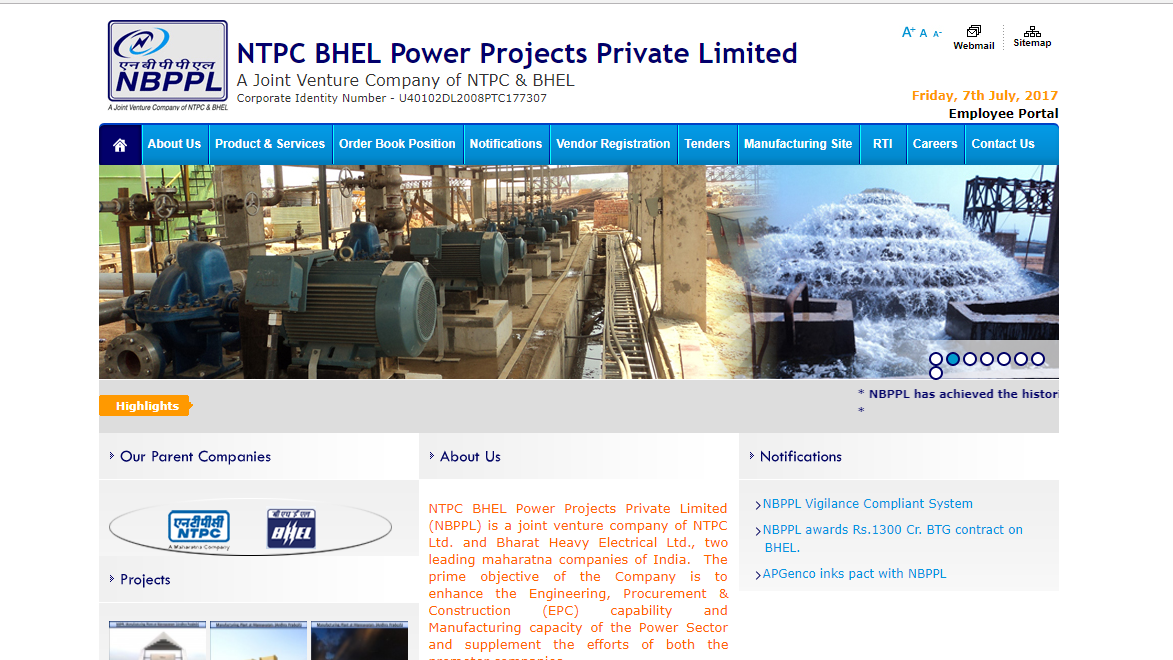 एनबीपीपीएल
NBPPL
A Joint Venture Company of NTPC & BHEL
NTPC BHEL Power Projects Private Limited
A Joint Venture Company of NTPC & BHEL
Corporate Identity Number - U40102DL2008PTC177307
A+ A A-
Webmail
Sitemap
Friday, 7th July, 2017
Employee Portal
About Us
Product & Services
Order Book Position
Notifications
Vendor Registration
Tenders
Manufacturing Site
RTI
Careers
Contact Us
Highlights
* NBPPL has achieved the histori
*
Our Parent Companies
एनटीपीसी
NTPC
A Maharatna Company
बी एच ई एल
BHEL
Projects
About Us
NTPC BHEL Power Projects Private Limited
(NBPPL) is a joint venture company of NTPC
Ltd. and Bharat Heavy Electrical Ltd., two
leading maharatna companies of India. The
prime objective of the Company is to
enhance the Engineering, Procurement &
Construction (EPC) capability and
Manufacturing capacity of the Power Sector
and supplement the efforts of both the
Notifications
NBPPL Vigilance Compliant System
NBPPL awards Rs.1300 Cr. BTG contract on
BHEL.
APGenco inks pact with NBPPL